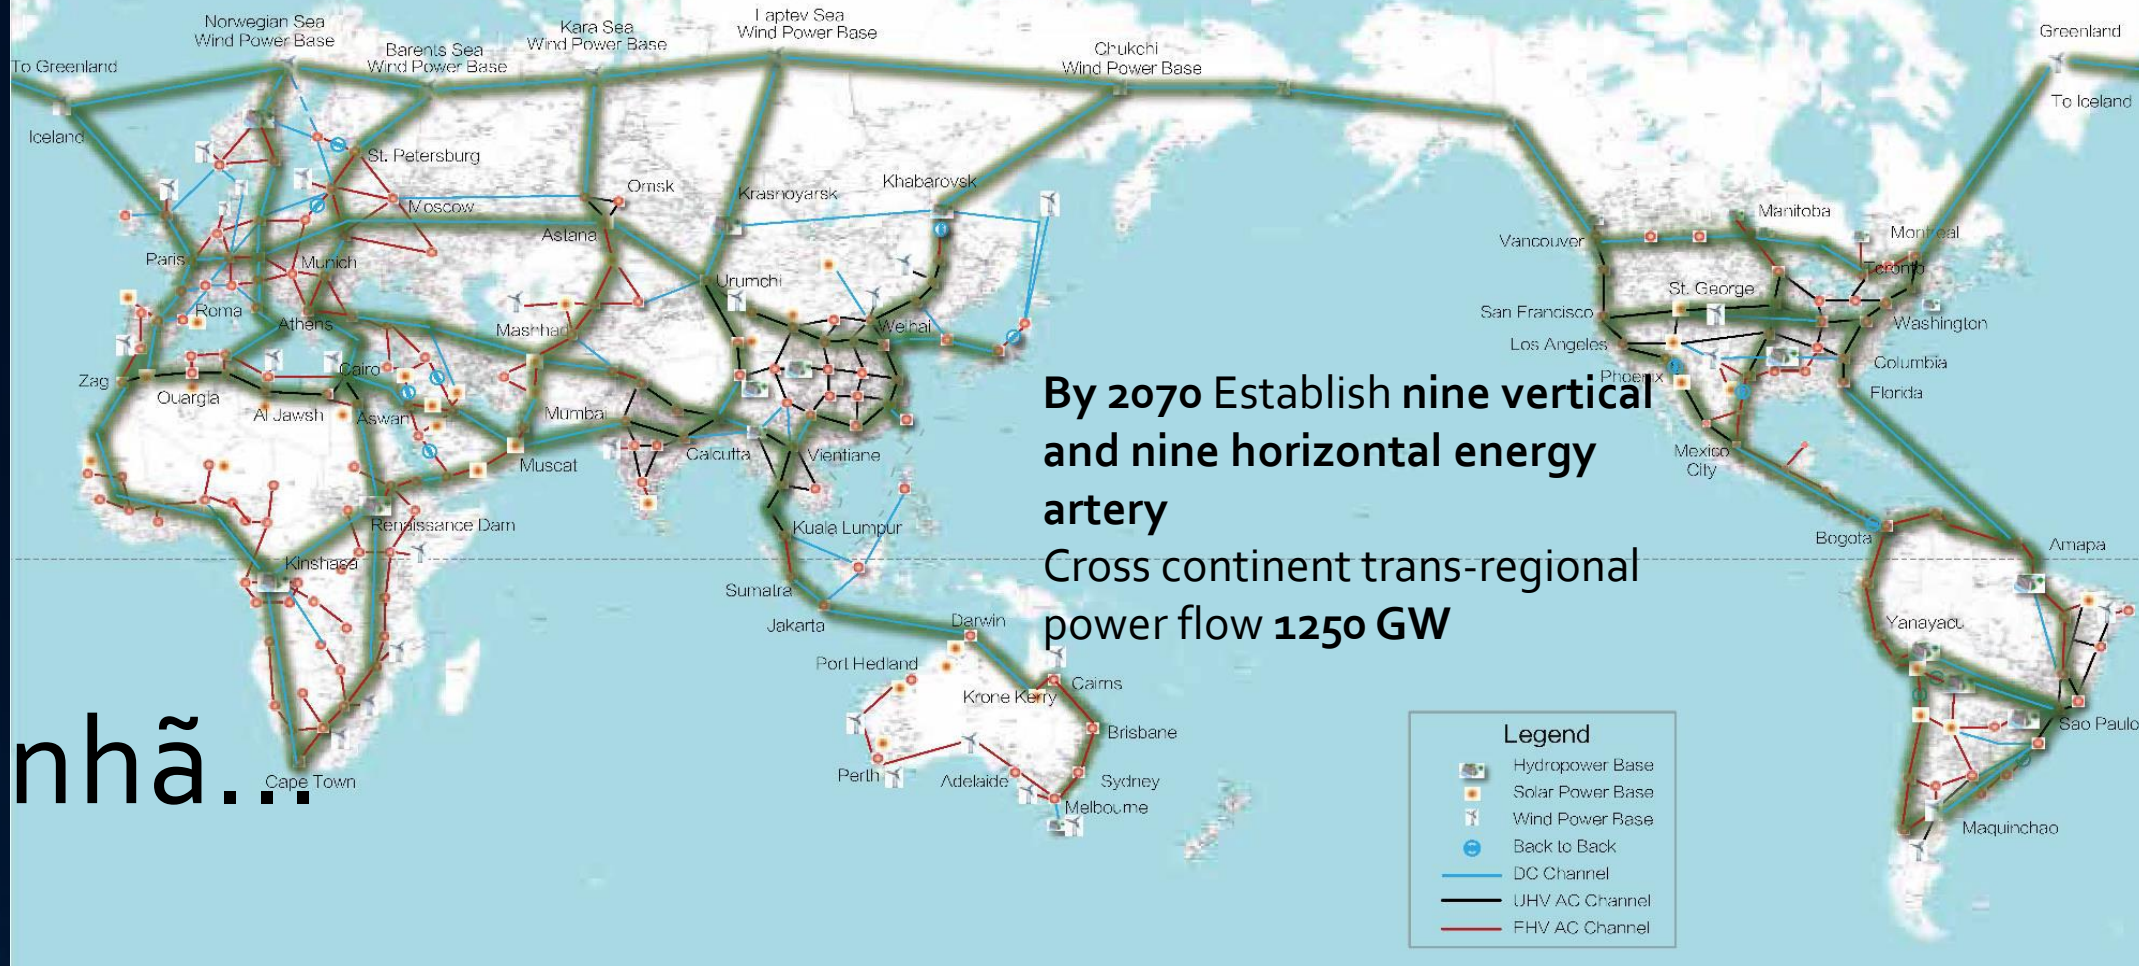 Norwegian Sea
Wind Power Base
Barents Sea
Wind Power Base
Kara Sea
Wind Power Base
Laptev Sea
Wind Power Base
Chukchi
Wind Power Base
Greenland
To Greenland
To Iceland
Iceland
St. Petersburg
Moscow
Omsk
Krasnoyarsk
Khabarovsk
Astana
Urumchi
Paris
Munich
Roma
Athens
Mashhad
Weihai
Vancouver
Manitoba
Montreal
Toronto
St. George
San Francisco
Washington
Los Angeles
Columbia
Phoenix
Florida
Zag
Ouargla
Al Jawsh
Cairo
Aswan
Mumbai
Muscat
Calcutta
Vientiane
Mexico
City
By 2070 Establish nine vertical
and nine horizontal energy
artery
Cross continent trans-regional
power flow 1250 GW
Renaissance Dam
Kuala Lumpur
Bogota
Amapa
Kinshasa
Sumatra
Jakarta
Darwin
Yanayacu
Port Hedland
Krone Kerry
Cairns
Brisbane
Sao Paulo
nhã...
Cape Town
Perth
Adelaide
Sydney
Melbourne
Maquinchao
Legend
Hydropower Base
Solar Power Base
Wind Power Base
Back to Back
DC Channel
UHV AC Channel
EHV AC Channel